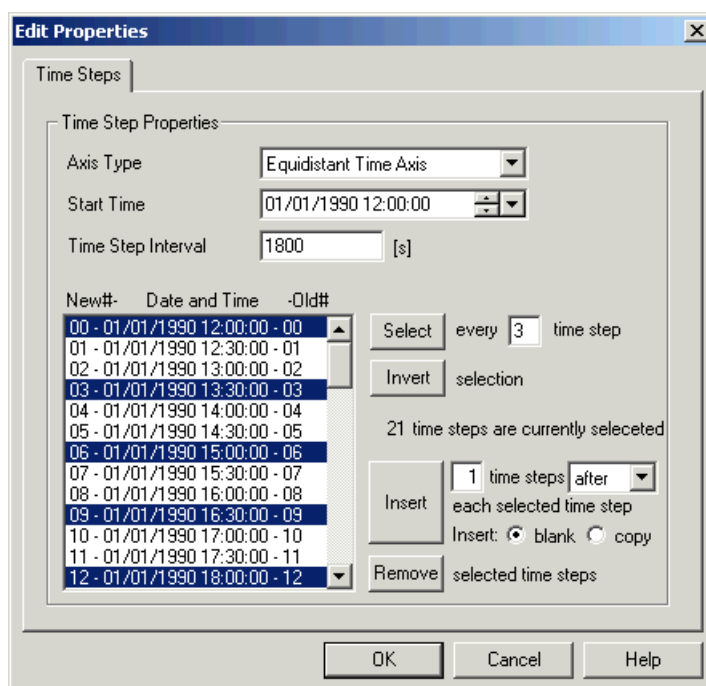 Edit Properties
Time Steps
Time Step Properties
Axis Type Equidistant Time Axis
Start Time 01/01/1990 12:00:00
Time Step Interval 1800 [s]
New#- Date and Time -Old#
00 - 01/01/1990 12:00:00 - 00
01 - 01/01/1990 12:30:00 - 01
02 - 01/01/1990 13:00:00 - 02
03 - 01/01/1990 13:30:00 - 03
04 - 01/01/1990 14:00:00 - 04
05 - 01/01/1990 14:30:00 - 05
06 - 01/01/1990 15:00:00 - 06
07 - 01/01/1990 15:30:00 - 07
08 - 01/01/1990 16:00:00 - 08
09 - 01/01/1990 16:30:00 - 09
10 - 01/01/1990 17:00:00 - 10
11 - 01/01/1990 17:30:00 - 11
12 - 01/01/1990 18:00:00 - 12
Select every 3 time step
Invert selection
21 time steps are currently seleceted
Insert 1 time steps after
each selected time step
Insert: blank copy
Remove selected time steps
OK Cancel Help